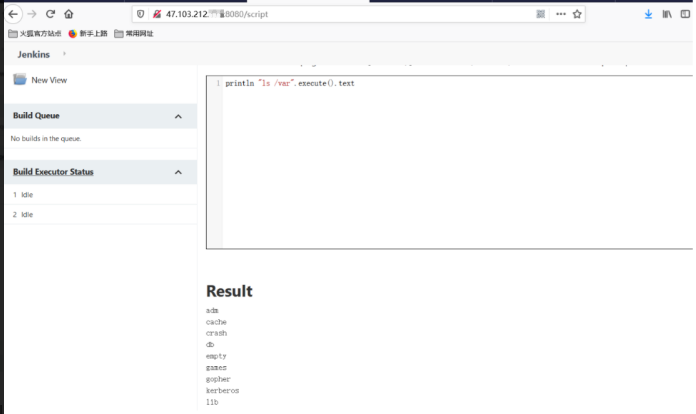 47.103.212. :8080/script
火狐官方站点 新手上路 常用网址
Jenkins
New View
1 println "ls /var".execute().text
Build Queue
No builds in the queue.
Build Executor Status
1 Idle
2 Idle
Result
adm
cache
crash
db
empty
games
gopher
kerberos
lib